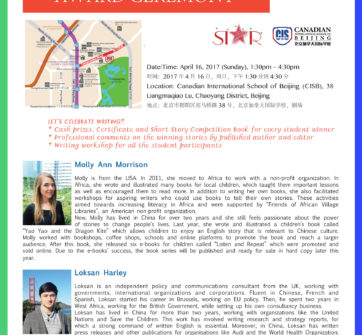 AWARD CEREMONY
STAR
CIS
CANADIAN
BEIJING
北京加拿大国际学校
Date/Time: April 16, 2017 (Sunday), 1:30pm - 4:30pm
时间: 2017 年 4 月 16 日, 周日, 下午 1:30 到 4:30
Location: Canadian International School of Beijing (CISB), 38
Liangmaqiao Lu, Chaoyang District, Beijing
地点: 北京市朝阳区亮马桥路 38 号, 北京加拿大国际学校,
LET'S CELEBRATE WRITING!!
* Cash prizes, Certificate and Short Story Competition book for every student winner
* Professional comments on the winning stories by published author and editor
* Writing workshop for all the student participants
Molly Ann Morrison
Molly is from the USA. In 2011, she moved to Africa to work with a non-profit organization. In
Africa, she wrote and illustrated many books for local children, which taught them important lessons
as well as encouraged them to read more. In addition to writing her own books, she also facilitated
workshops for aspiring writers who could use books to tell their own stories. These activities
aimed towards increasing literacy in Africa and were supported by "Friends of African Village
Libraries", an American non-profit organization.
Now, Molly has lived in China for over two years and she still feels passionate about the power
of stories to change people's lives. Last year, she wrote and illustrated a children's book called
"Yao Yao and the Dragon Kite" which allows children to enjoy an English story that is relevant to Chinese culture.
Molly worked with bookshops, coffee shops, schools and online platforms to promote the book and reach a larger
audience. After this book, she released six e-books for children called "Listen and Repeat" which were promoted and
sold online. Due to the e-books' success, the book series will be published and ready for sale in hard copy later this
year.
Loksan Harley
Loksan is an independent policy and communications consultant from the UK, working with
governments, international organizations and corporations. Fluent in Chinese, French and
Spanish, Loksan started his career in Brussels, working on EU policy. Then, he spent two years in
West Africa, working for the British Government, while setting up his own consultancy business.
Loksan has lived in China for more than two years, working with organizations like the United
Nations and Save the Children. This work has involved writing research and strategy reports, for
which a strong command of written English is essential. Moreover, in China, Loksan has written
press releases and other publications for organisations like Audi and the World Health Organization.